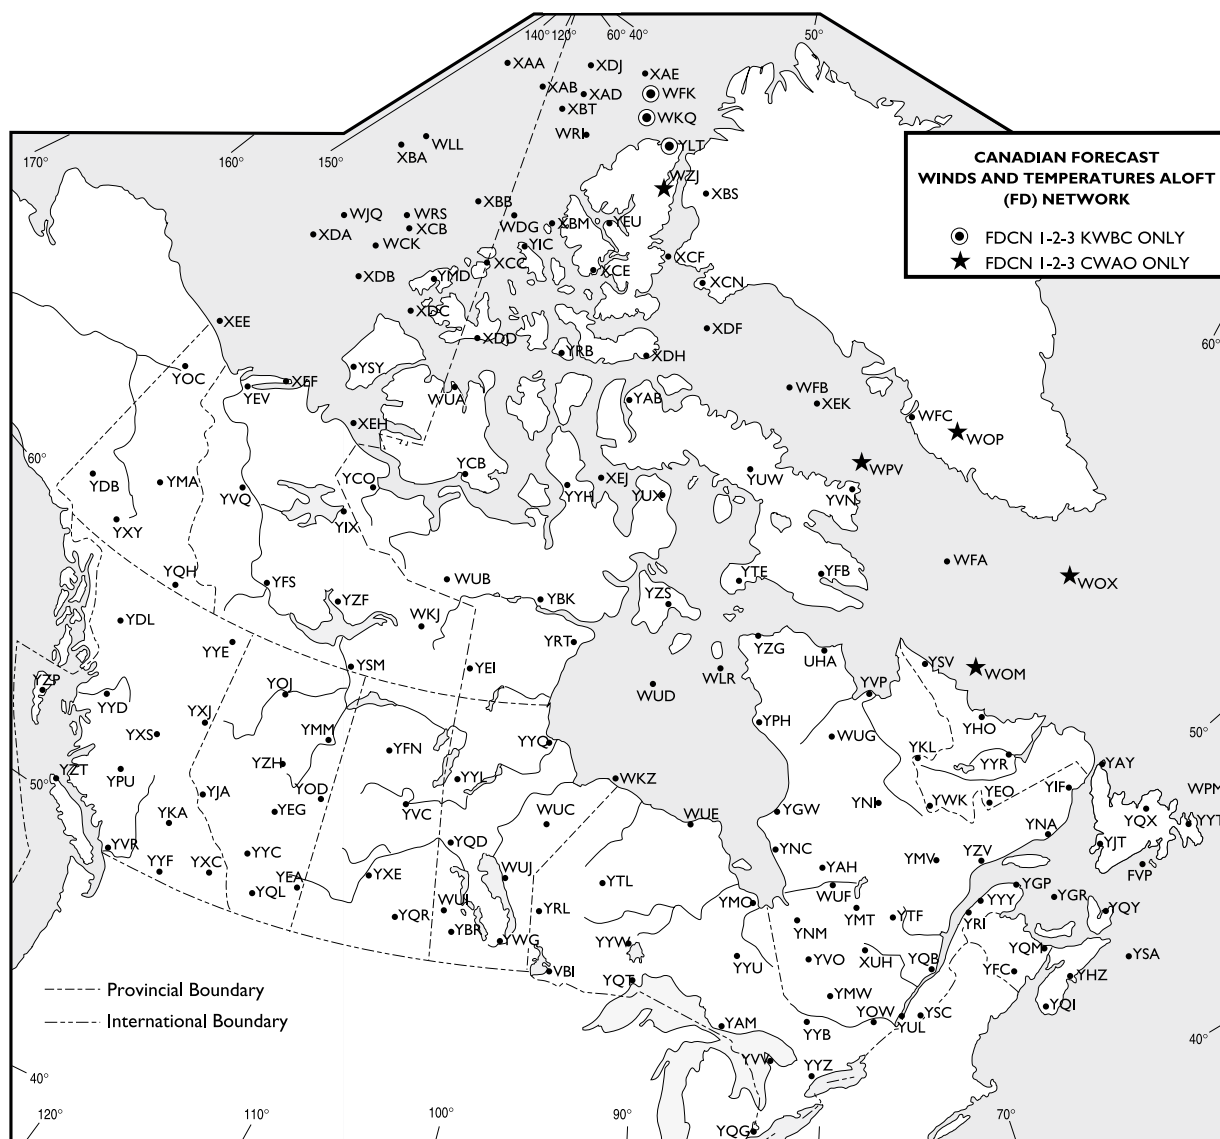 140° 120° 60° 40° 50°
XAA
XDJ
XAE
XAB
XAD
WFK
XBT
WKQ
WRI
WLL
XBA
YLT
170°
160°
150°
CANADIAN FORECAST
WINDS AND TEMPERATURES ALOFT
(FD) NETWORK
FDCN 1-2-3 KWBC ONLY
FDCN 1-2-3 CWAO ONLY
WZJ
XBS
XBB
WJQ
WRS
WDG
XBM
YEU
XCB
XDA
WCK
YIC
XCC
XCE
XCF
XDB
YMD
XCN
XDC
XEE
XDF
XDD
YRB
XDH
60°
YOC
YSY
YEV
XEF
WUA
YAB
WFB
XEK
WFC
XEH
WOP
60°
YDB
YMA
YVQ
YCO
YCB
YYH
XEJ
YUX
YUW
WPV
YVN
YXY
YIX
WFA
YQH
YFS
WUB
YTE
YFB
WOX
YZF
YBK
YZS
YDL
WKJ
YYE
YRT
YZG
UHA
YSM
YEI
WLR
YSV
WOM
YZP
YYD
YOJ
WUD
YVP
YXJ
YPH
YHO
50°
YXS
YMM
YFN
YYQ
WUG
YKL
YZT
YPU
YZH
YYL
WKZ
YYR
YAY
50°
YJA
YOD
YVC
WUC
WUE
YGW
YNI
YWK
YEO
YIF
WPM
YKA
YEG
YQX
YYT
YVR
YQD
YNA
YJT
YYF
YXC
YYC
YNC
YAH
YMV
YZV
FVP
YEA
YXE
WUJ
YTL
WUF
YGP
YQL
WUI
YRL
YMO
YMT
YTF
YYY
YGR
YQY
YQR
YBR
YWG
YYW
YNM
YRI
YQM
VBI
YQT
YYU
YVO
XUH
YQB
YFC
YHZ
YSA
Provincial Boundary
YMW
YQI
International Boundary
YAM
YYB
YOW
YUL
YSC
40°
YVV
YYZ
40°
120°
110°
100°
90°
80°
70°
YQG